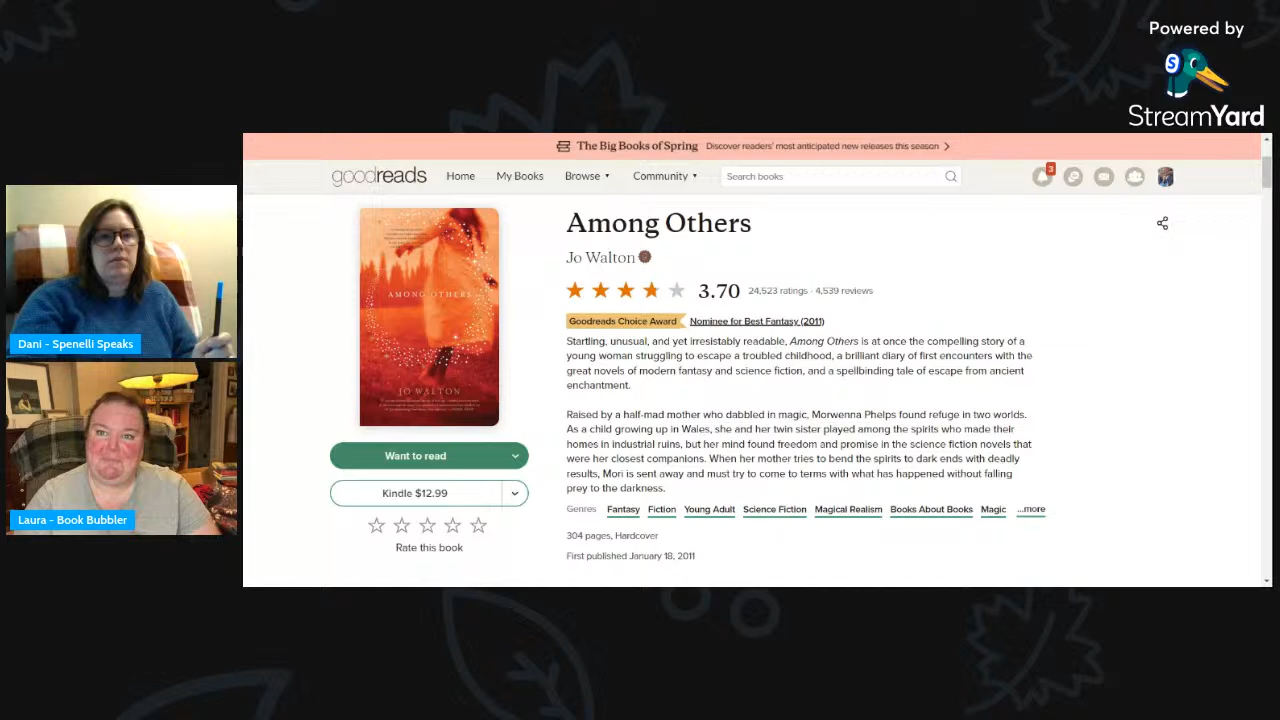 Powered by
StreamYard
The Big Books of Spring Discover readers' most anticipated new releases this season
goodreads Home My Books Browse Community Search books 3
AMONG OTHERS
JO WALTON
Want to read
Kindle $12.99
Rate this book
Among Others
Jo Walton
3.70 24,523 ratings · 4,539 reviews
Goodreads Choice Award Nominee for Best Fantasy (2011)
Startling, unusual, and yet irresistably readable, Among Others is at once the compelling story of a
young woman struggling to escape a troubled childhood, a brilliant diary of first encounters with the
great novels of modern fantasy and science fiction, and a spellbinding tale of escape from ancient
enchantment.
Raised by a half-mad mother who dabbled in magic, Morwenna Phelps found refuge in two worlds.
As a child growing up in Wales, she and her twin sister played among the spirits who made their
homes in industrial ruins, but her mind found freedom and promise in the science fiction novels that
were her closest companions. When her mother tries to bend the spirits to dark ends with deadly
results, Mori is sent away and must try to come to terms with what has happened without falling
prey to the darkness.
Genres Fantasy Fiction Young Adult Science Fiction Magical Realism Books About Books Magic ...more
304 pages, Hardcover
First published January 18, 2011
Dani - Spenelli Speaks
Laura - Book Bubbler